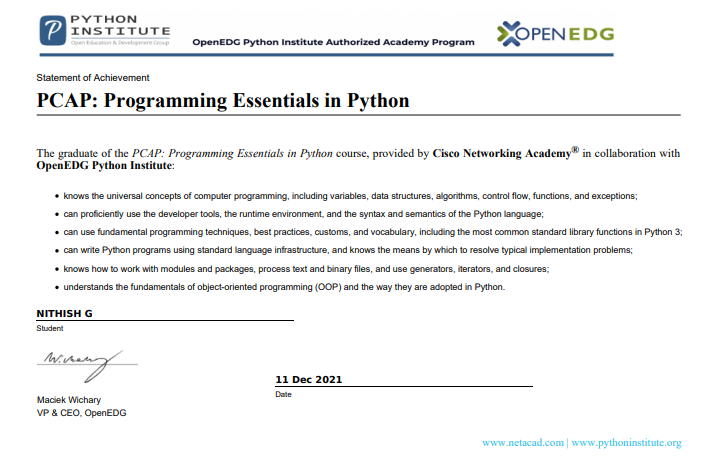 PYTHON
INSTITUTE
Open Education & Development Group
OpenEDG Python Institute Authorized Academy Program
OPENEDG
Statement of Achievement
PCAP: Programming Essentials in Python
The graduate of the PCAP: Programming Essentials in Python course, provided by Cisco Networking Academy® in collaboration with
OpenEDG Python Institute:
• knows the universal concepts of computer programming, including variables, data structures, algorithms, control flow, functions, and exceptions;
• can proficiently use the developer tools, the runtime environment, and the syntax and semantics of the Python language;
• can use fundamental programming techniques, best practices, customs, and vocabulary, including the most common standard library functions in Python 3;
• can write Python programs using standard language infrastructure, and knows the means by which to resolve typical implementation problems;
• knows how to work with modules and packages, process text and binary files, and use generators, iterators, and closures;
• understands the fundamentals of object-oriented programming (OOP) and the way they are adopted in Python.
NITHISH G
Student
11 Dec 2021
Date
Maciek Wichary
VP & CEO, OpenEDG
www.netacad.com | www.pythoninstitute.org